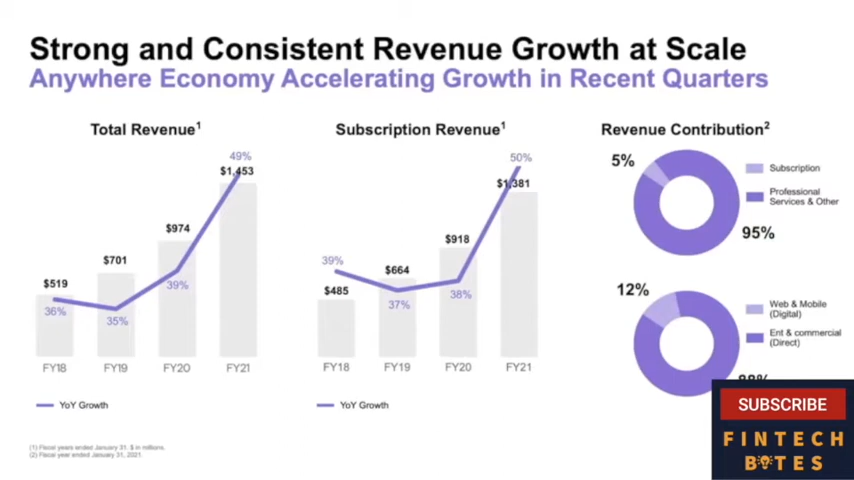 Strong and Consistent Revenue Growth at Scale
Anywhere Economy Accelerating Growth in Recent Quarters
Total Revenue1
49%
$1,453
$974
$701
$519
39%
36%
35%
FY18 FY19 FY20 FY21
YoY Growth
Subscription Revenue1
50%
$1,381
$918
39%
$664
$485
38%
37%
FY18 FY19 FY20 FY21
YoY Growth
Revenue Contribution2
5%
Subscription
Professional
Services & Other
95%
12%
Web & Mobile
(Digital)
Ent & commercial
(Direct)
SUBSCRIBE
FINTECH
BITES
(1) Fiscal years ended January 31. $ in millions.
(2) Fiscal year ended January 31, 2021.